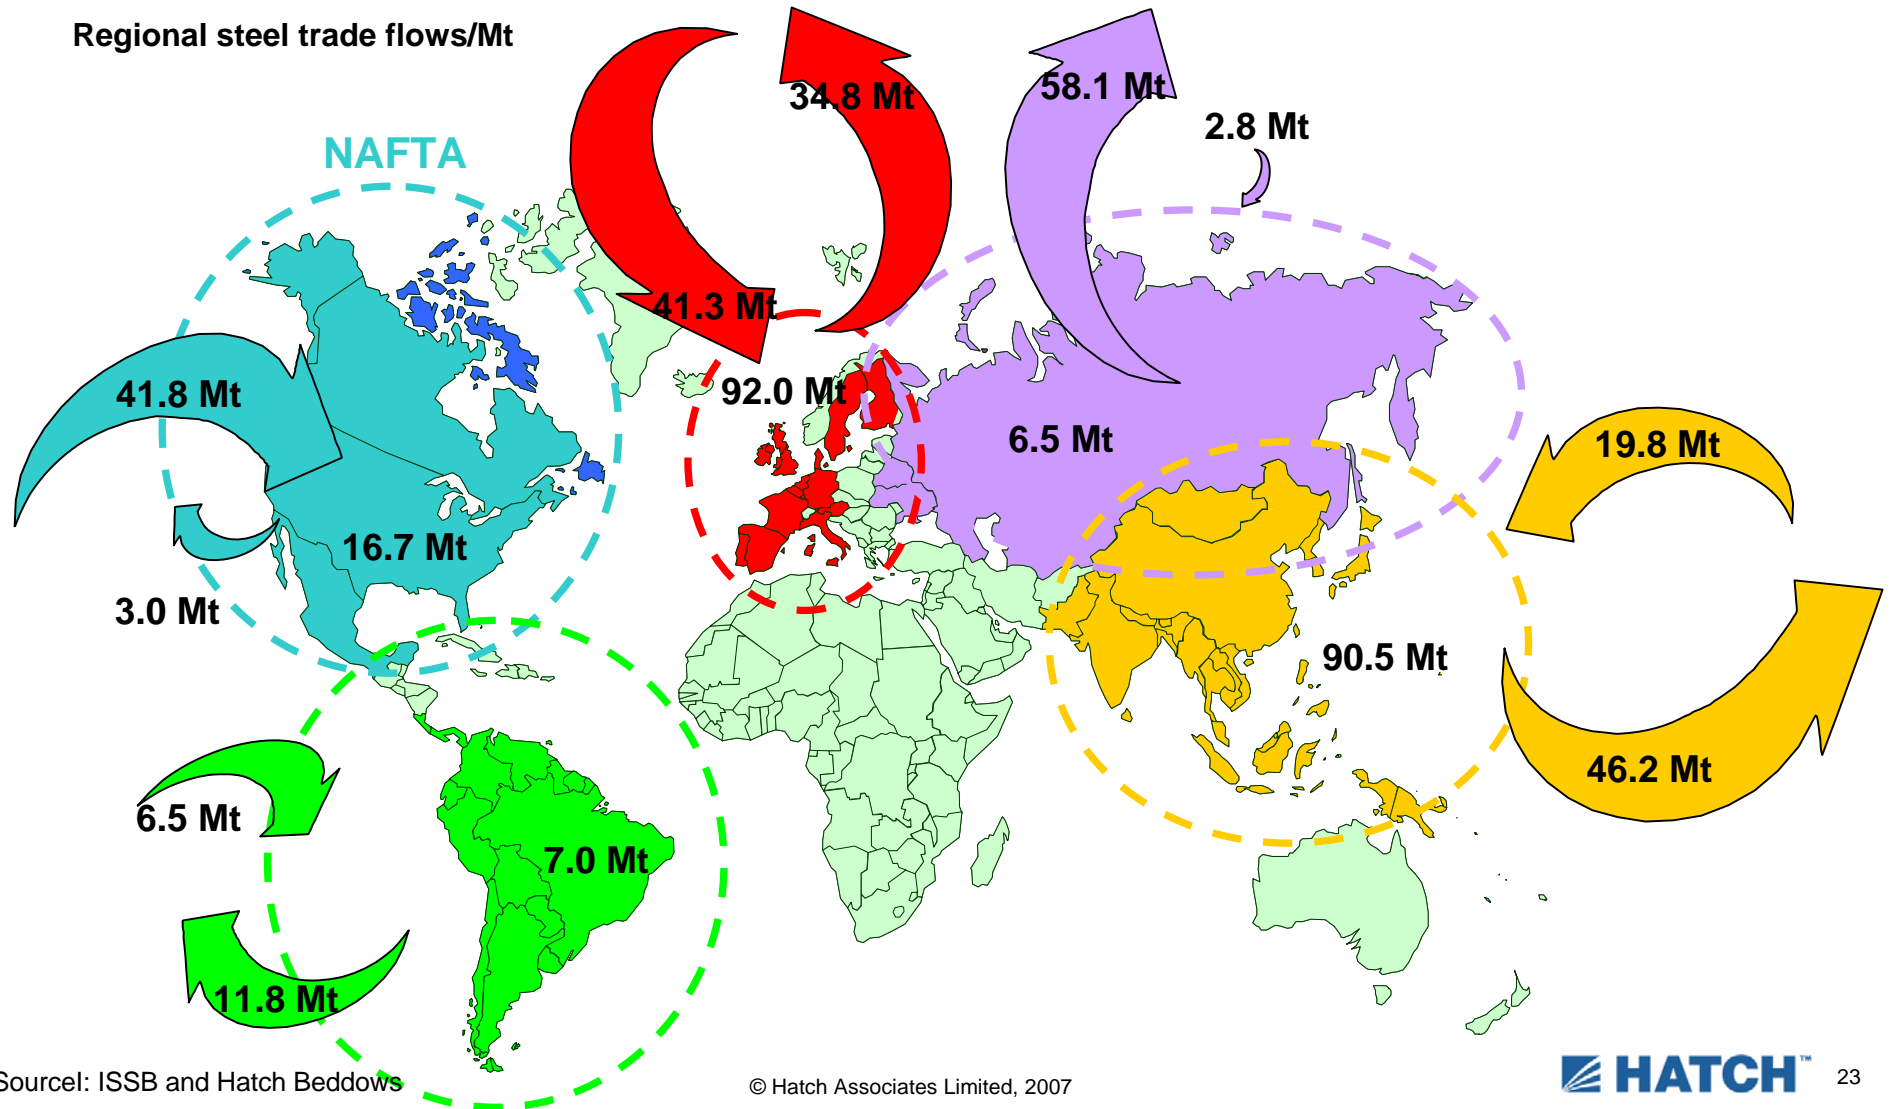 Regional steel trade flows/Mt
34.8 Mt
58.1 Mt
2.8 Mt
NAFTA
41.3 Mt
41.8 Mt
92.0 Mt
6.5 Mt
19.8 Mt
16.7 Mt
3.0 Mt
90.5 Mt
46.2 Mt
6.5 Mt
7.0 Mt
11.8 Mt
SourceI: ISSB and Hatch Beddows
© Hatch Associates Limited, 2007
HATCH™
23